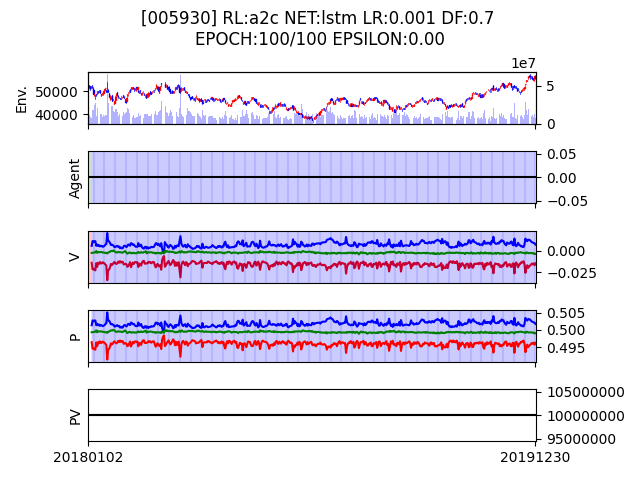 [005930] RL:a2c NET:lstm LR:0.001 DF:0.7
EPOCH:100/100 EPSILON:0.00
1e7
Env.
50000
40000
5
0
Agent
0.05
0.00
−0.05
V
0.000
−0.025
P
0.505
0.500
0.495
PV
105000000
100000000
95000000
20180102
20191230